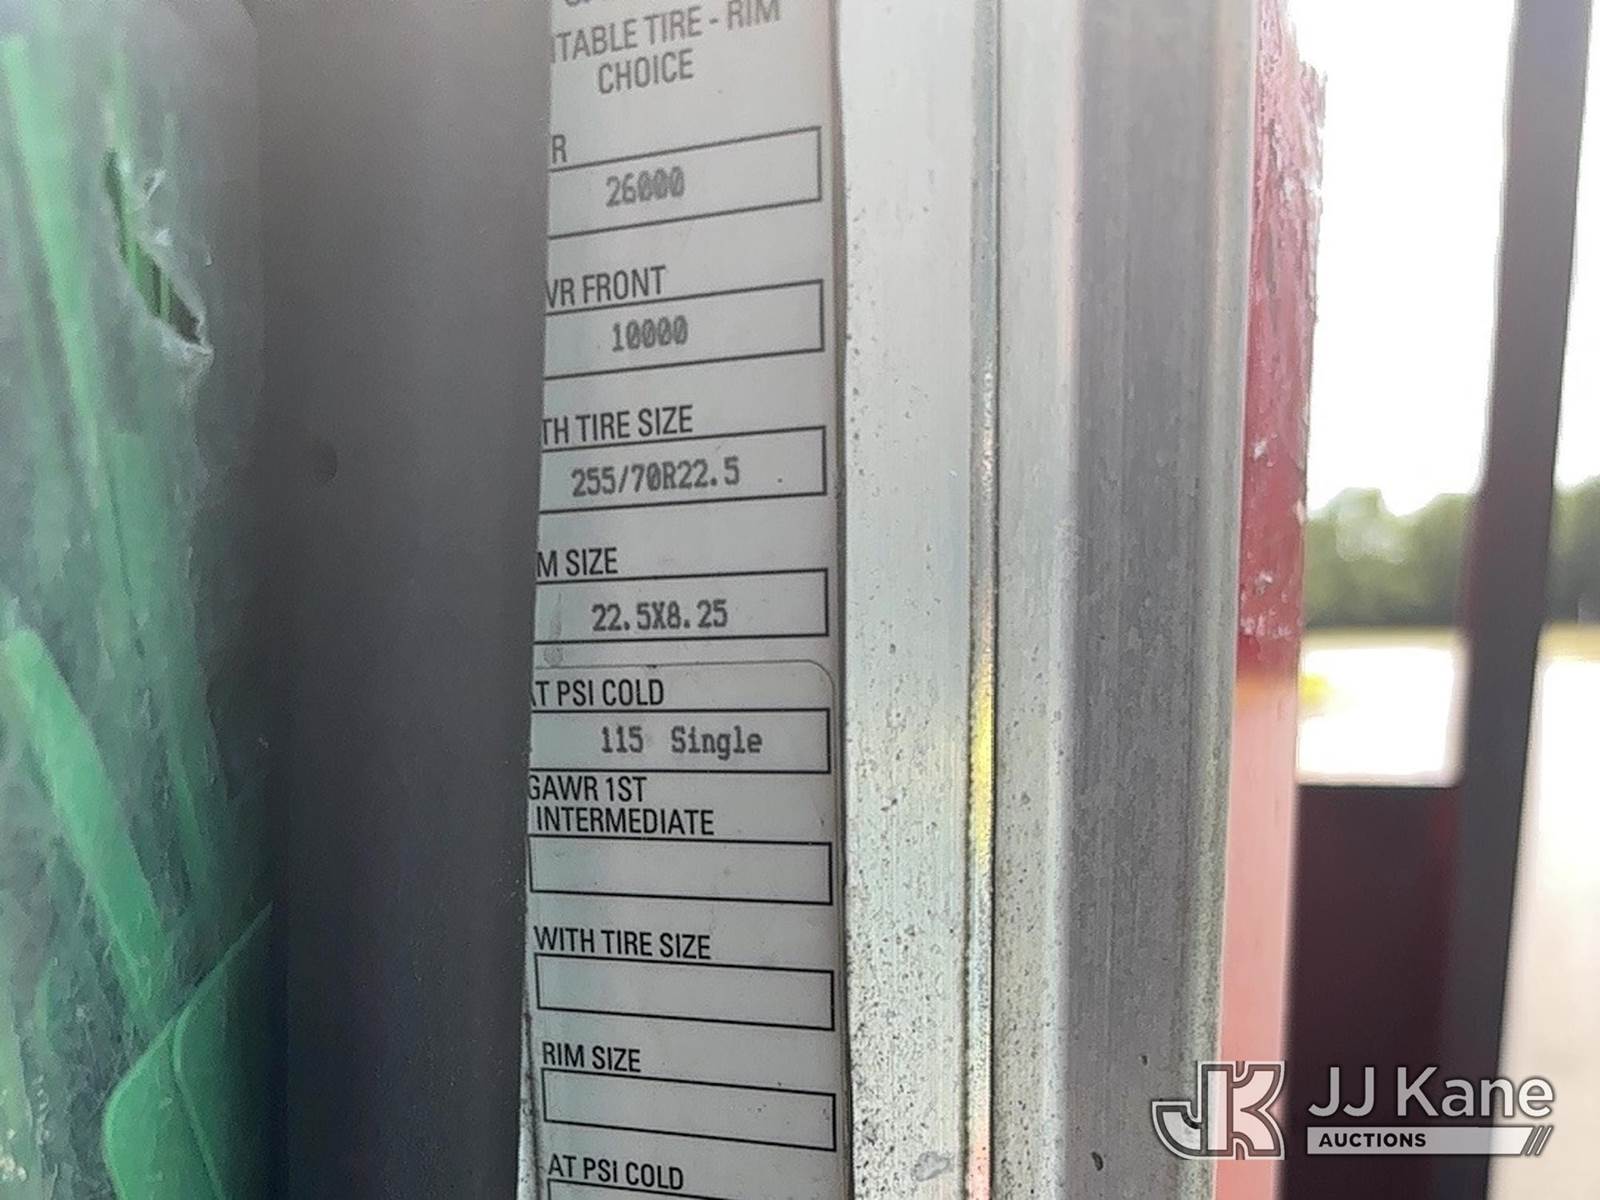 ITABLE TIRE - RIM
CHOICE
R
26000
VR FRONT
10000
TH TIRE SIZE
255/70R22.5
M SIZE
22.5X8.25
AT PSI COLD
115 Single
GAWR 1ST
INTERMEDIATE
WITH TIRE SIZE
RIM SIZE
AT PSI COLD
JK JJ Kane
AUCTIONS